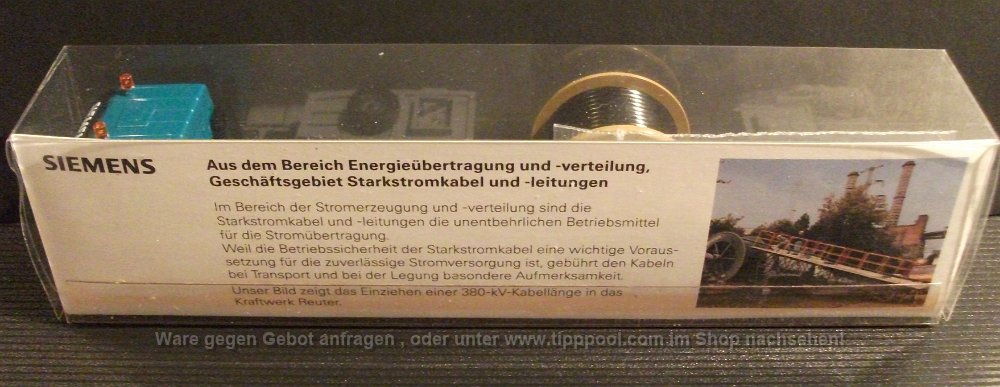 SIEMENS
Aus dem Bereich Energieübertragung und -verteilung,
Geschäftsgebiet Starkstromkabel und -leitungen
Im Bereich der Stromerzeugung und -verteilung sind die
Starkstromkabel und -leitungen die unentbehrlichen Betriebsmittel
für die Stromübertragung.
Weil die Betriebssicherheit der Starkstromkabel eine wichtige Voraus-
setzung für die zuverlässige Stromversorgung ist, gebührt den Kabeln
bei Transport und bei der Legung besondere Aufmerksamkeit.
Unser Bild zeigt das Einziehen einer 380-kV-Kabellänge in das
Kraftwerk Reuter.
Ware gegen Gebot anfragen , oder unter www.tipppool.com im Shop nachsehen!